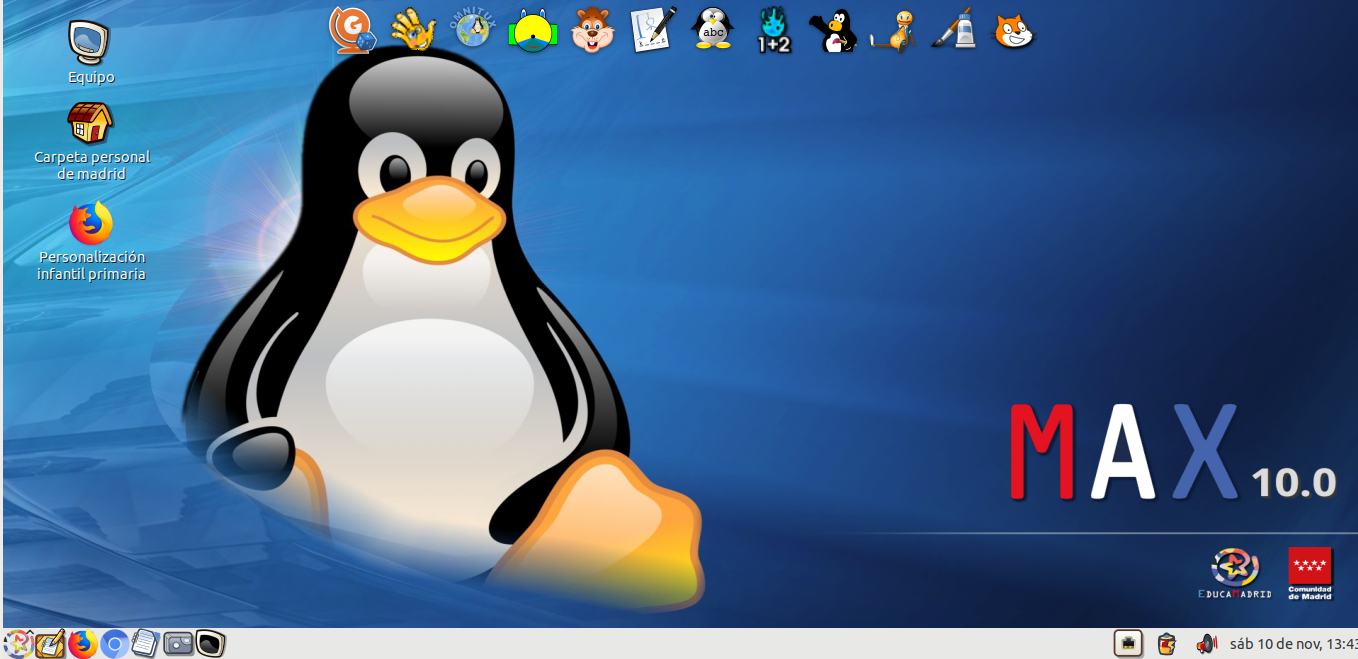 OMNITUX
G
abc
1+2
Equipo
Carpeta personal
de madrid
Personalización
infantil primaria
MAX 10.0
EDUCAMADRID
Comunidad
de Madrid
sáb 10 de nov, 13:43